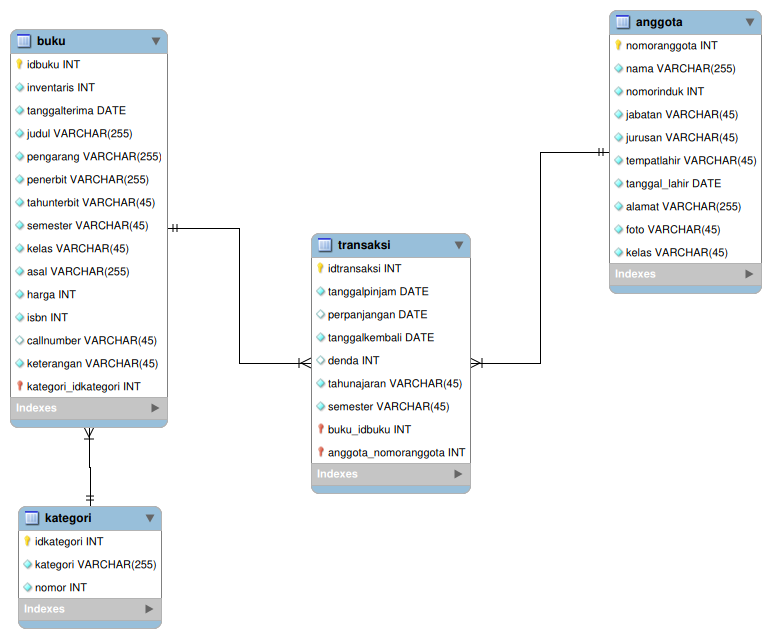 buku
idbuku INT
inventaris INT
tanggalterima DATE
judul VARCHAR(255)
pengarang VARCHAR(255)
penerbit VARCHAR(255)
tahunterbit VARCHAR(45)
semester VARCHAR(45)
kelas VARCHAR(45)
asal VARCHAR(255)
harga INT
isbn INT
callnumber VARCHAR(45)
keterangan VARCHAR(45)
kategori_idkategori INT
Indexes
kategori
idkategori INT
kategori VARCHAR(255)
nomor INT
Indexes
transaksi
idtransaksi INT
tanggalpinjam DATE
perpanjangan DATE
tanggalkembali DATE
denda INT
tahunajaran VARCHAR(45)
semester VARCHAR(45)
buku_idbuku INT
anggota_nomoranggota INT
Indexes
anggota
nomoranggota INT
nama VARCHAR(255)
nomorinduk INT
jabatan VARCHAR(45)
jurusan VARCHAR(45)
tempatlahir VARCHAR(45)
tanggal_lahir DATE
alamat VARCHAR(255)
foto VARCHAR(45)
kelas VARCHAR(45)
Indexes